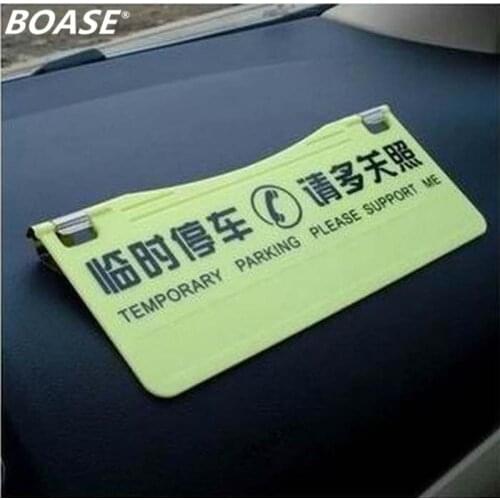 BOASE®
临时停车 请多关照
TEMPORARY PARKING PLEASE SUPPORT ME